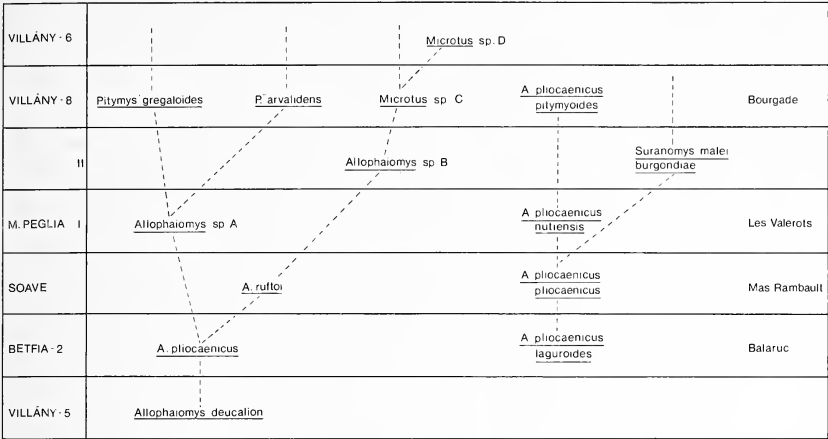 VILLÁNY - 6
Microtus sp. D
VILLÁNY - 8
Pitymys gregaloides
P. arvalidens
Microtus sp C
A pliocaenicus
pitymyoides
Bourgade
II
Allophaiomys sp B
Suranomys malei
burgondiae
M. PEGLIA I
Allophaiomys sp A
A pliocaenicus
nutiensis
Les Valerots
SOAVE
A. ruffoi
A pliocaenicus
pliocaenicus
Mas Rambault
BETFIA - 2
A. pliocaenicus
A pliocaenicus
laguroides
Balaruc
VILLÁNY - 5
Allophaiomys deucalion